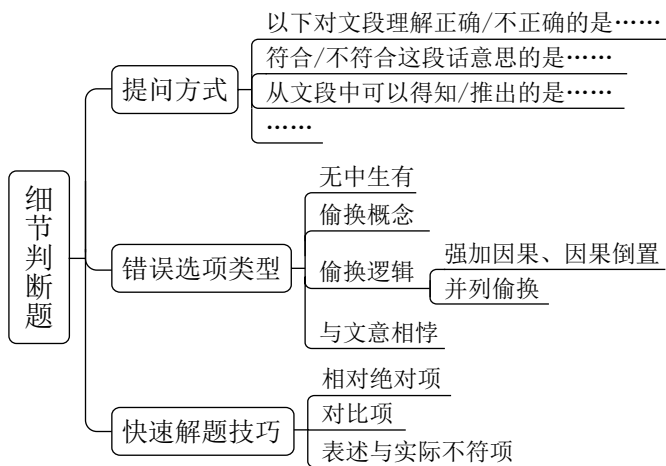 细节判断题
提问方式
以下对文段理解正确/不正确的是……
符合/不符合这段话意思的是……
从文段中可以得知/推出的是……
……
错误选项类型
无中生有
偷换概念
偷换逻辑
强加因果、因果倒置
并列偷换
与文意相悖
快速解题技巧
相对绝对项
对比项
表述与实际不符项